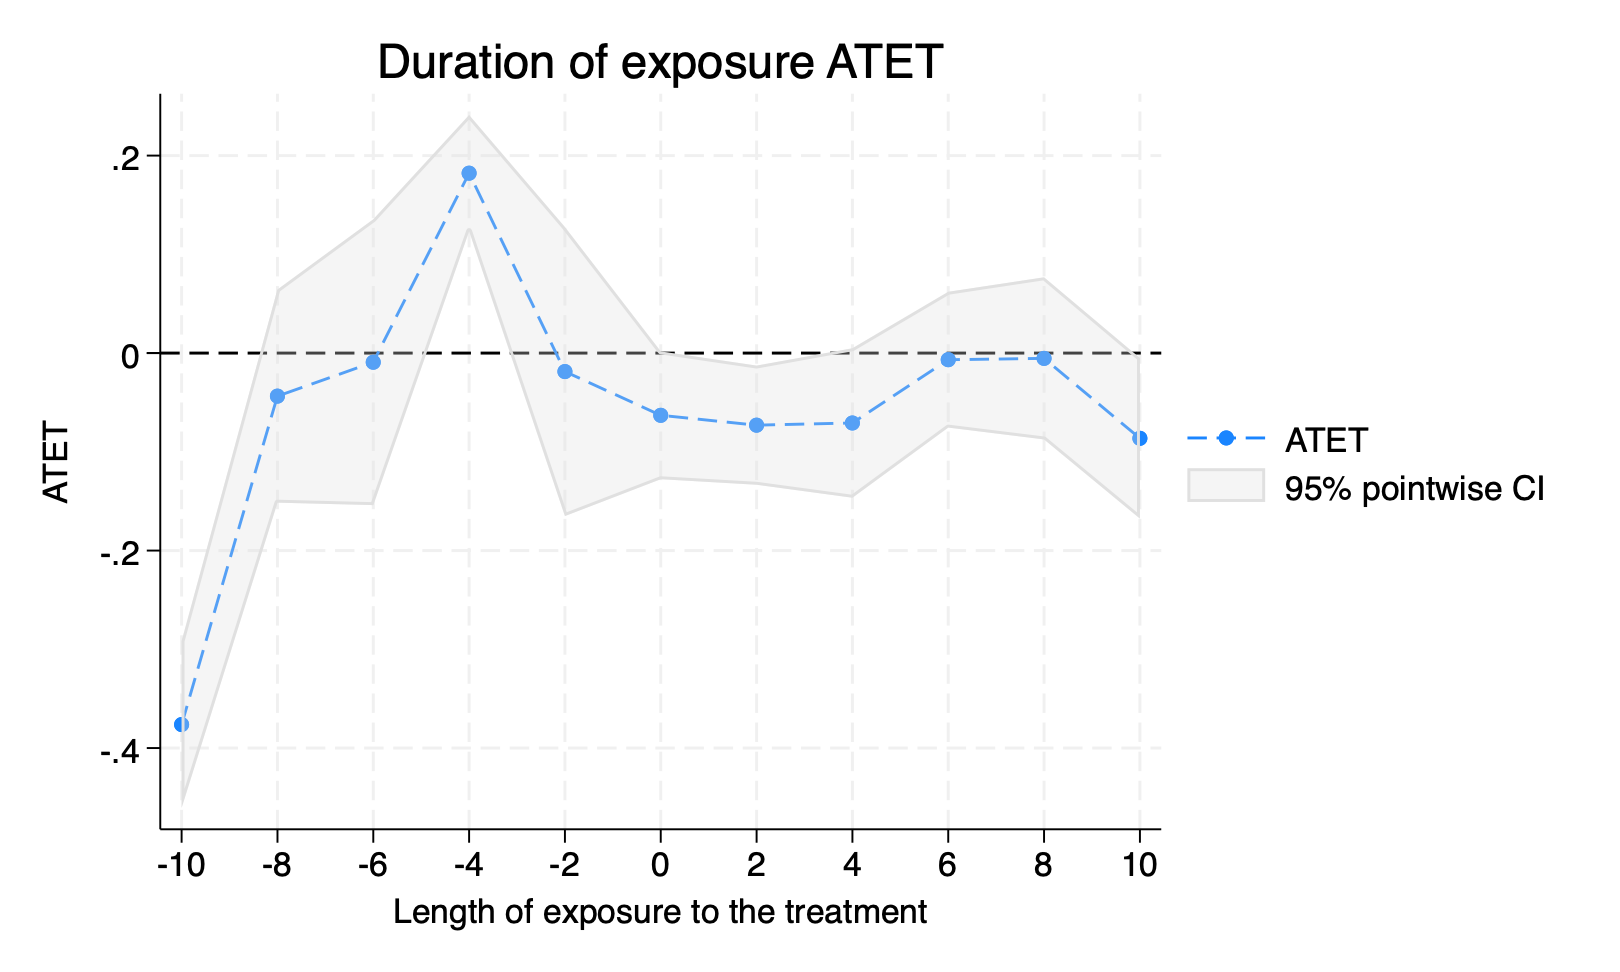 Duration of exposure ATET
.2
0
-.2
-.4
ATET
-10 -8 -6 -4 -2 0 2 4 6 8 10
Length of exposure to the treatment
ATET
95% pointwise CI